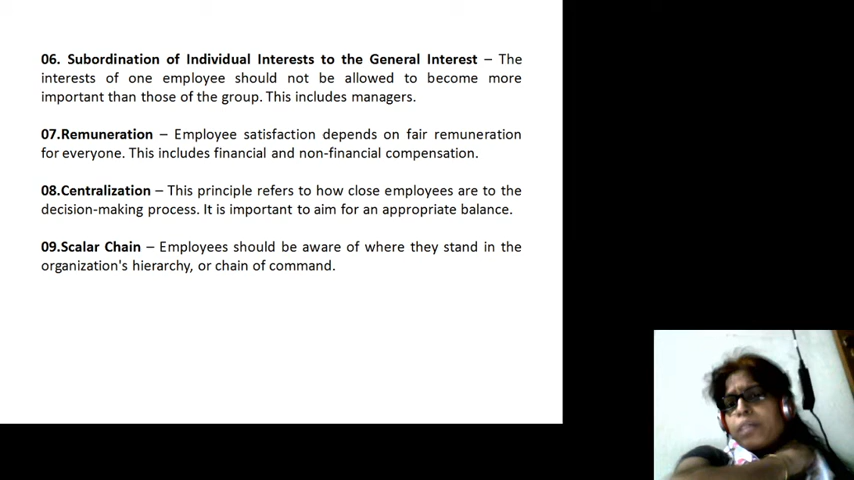 06. Subordination of Individual Interests to the General Interest – The
interests of one employee should not be allowed to become more
important than those of the group. This includes managers.
07.Remuneration – Employee satisfaction depends on fair remuneration
for everyone. This includes financial and non-financial compensation.
08.Centralization – This principle refers to how close employees are to the
decision-making process. It is important to aim for an appropriate balance.
09.Scalar Chain – Employees should be aware of where they stand in the
organization's hierarchy, or chain of command.